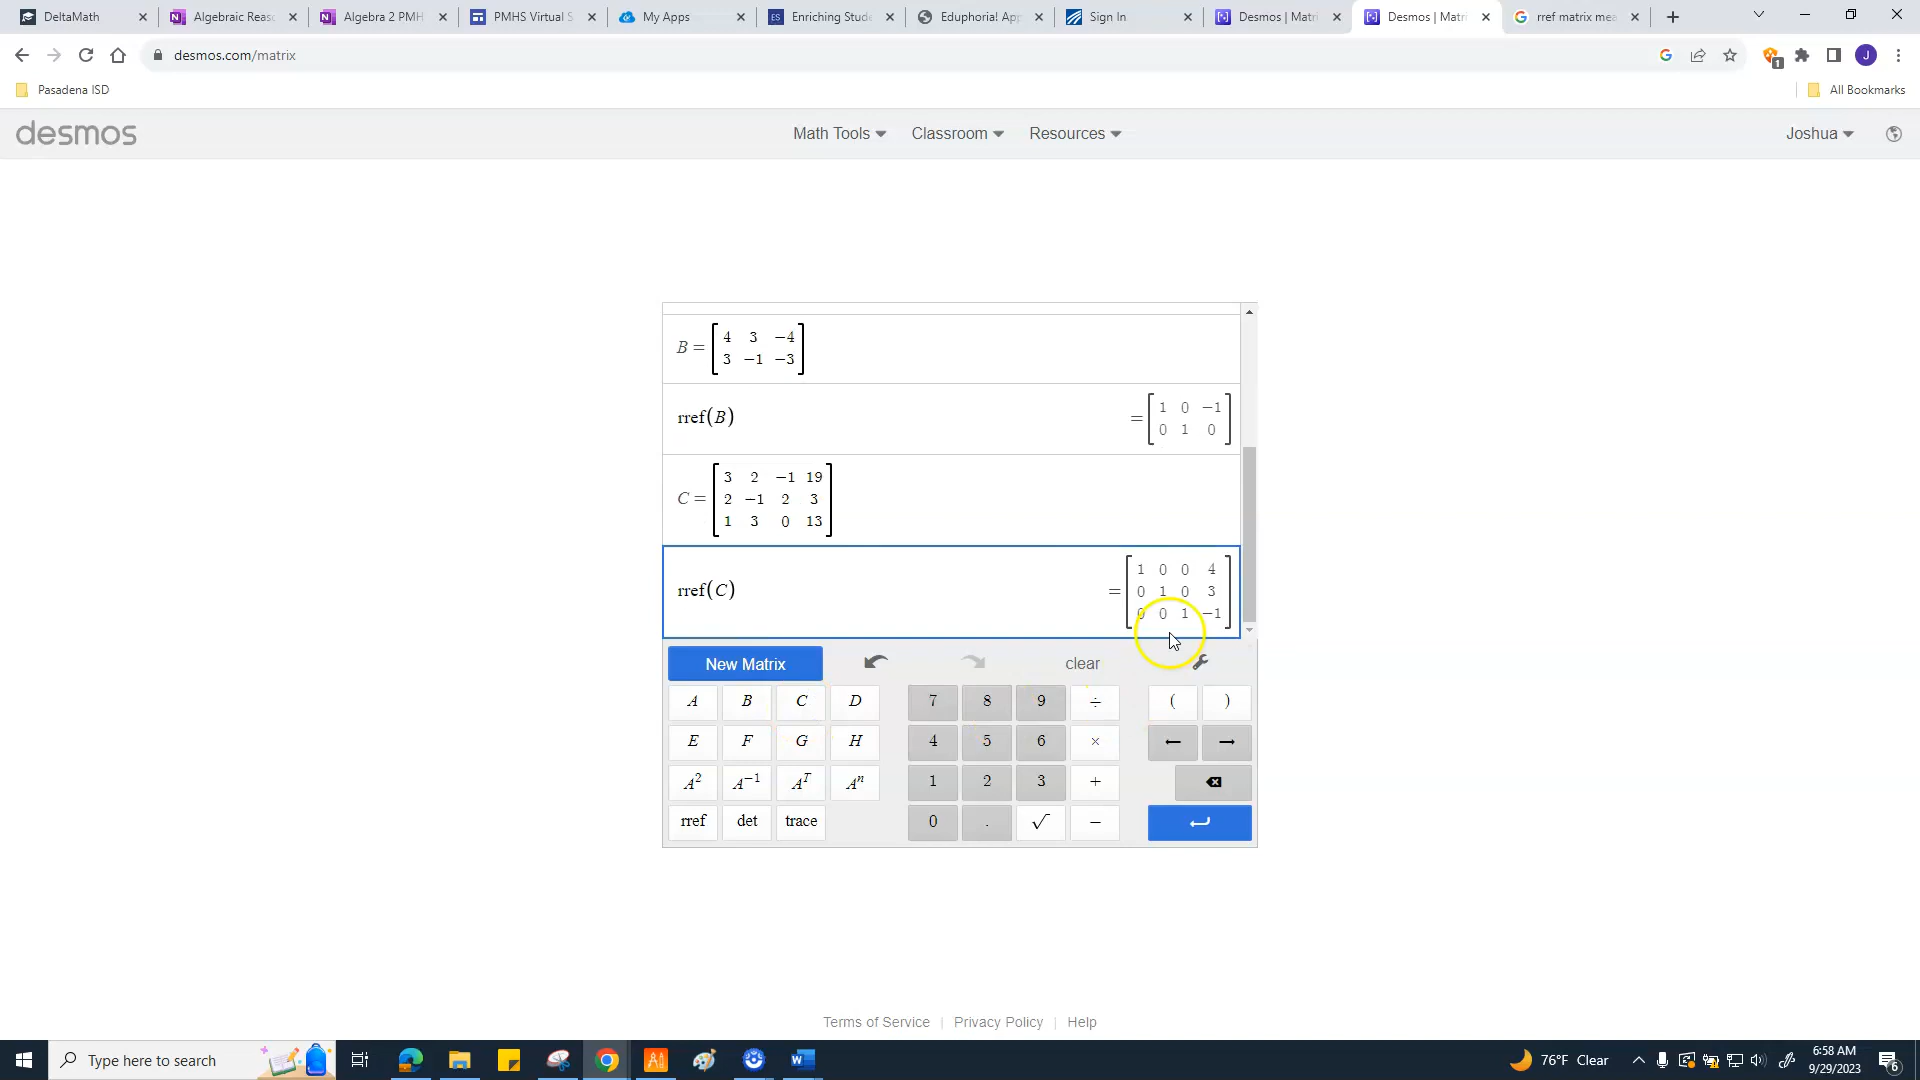 DeltaMath
Algebraic Reaso
Algebra 2 PMH
PMHS Virtual S
My Apps
Enriching Stude
Eduphoria! App
Sign In
Desmos | Matri
Desmos | Matri
rref matrix mea
desmos.com/matrix
G
1
J
Pasadena ISD
All Bookmarks
desmos
Math Tools
Classroom
Resources
Joshua
B = [4 3 −4
3 −1 −3]
rref(B) = [1 0 −1
0 1 0]
C = [3 2 −1 19
2 −1 2 3
1 3 0 13]
rref(C) = [1 0 0 4
0 1 0 3
0 0 1 −1]
New Matrix
clear
A B C D 7 8 9 ÷ ( )
E F G H 4 5 6 × ← →
A² A⁻¹ Aᵀ Aⁿ 1 2 3 +
rref det trace 0 . √ −
Terms of Service | Privacy Policy | Help
Type here to search
76°F Clear
6:58 AM
9/29/2023
6